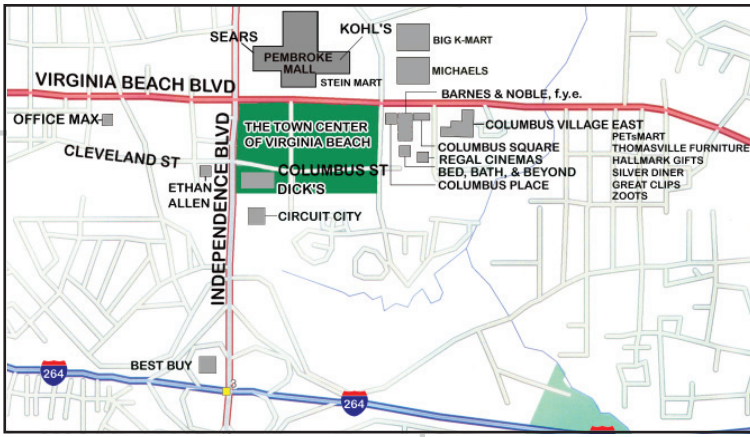 SEARS
KOHL'S
PEMBROKE
MALL
STEIN MART
BIG K-MART
MICHAELS
VIRGINIA BEACH BLVD
BARNES & NOBLE, f.y.e.
OFFICE MAX
THE TOWN CENTER
OF VIRGINIA BEACH
COLUMBUS VILLAGE EAST
PETsMART
THOMASVILLE FURNITURE
HALLMARK GIFTS
SILVER DINER
GREAT CLIPS
ZOOTS
COLUMBUS SQUARE
REGAL CINEMAS
BED, BATH, & BEYOND
COLUMBUS PLACE
CLEVELAND ST
COLUMBUS ST
DICK'S
ETHAN
ALLEN
CIRCUIT CITY
INDEPENDENCE BLVD
BEST BUY
264
264